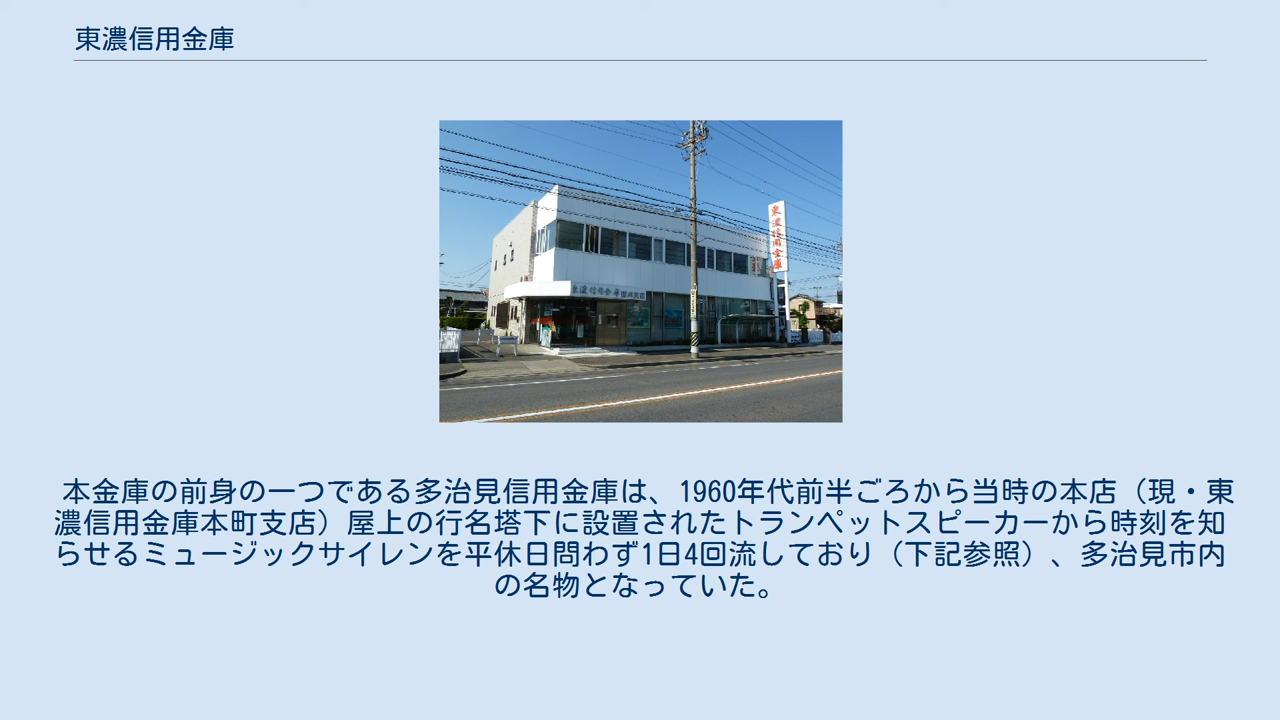 東濃信用金庫
東濃信用金庫
東濃信用金庫
本金庫の前身の一つである多治見信用金庫は、1960年代前半ごろから当時の本店（現・東
濃信用金庫本町支店）屋上の行名塔下に設置されたトランペットスピーカーから時刻を知
らせるミュージックサイレンを平休日問わず1日4回流しており（下記参照）、多治見市内
の名物となっていた。